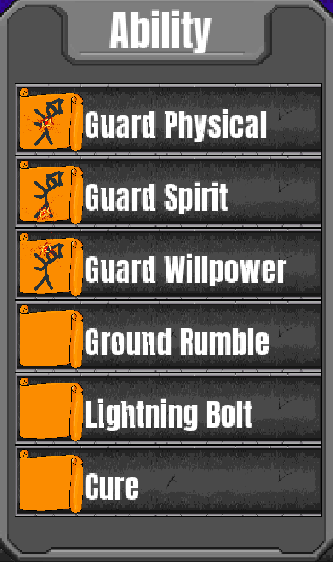 Ability
Guard Physical
Guard Spirit
Guard Willpower
Ground Rumble
Lightning Bolt
Cure